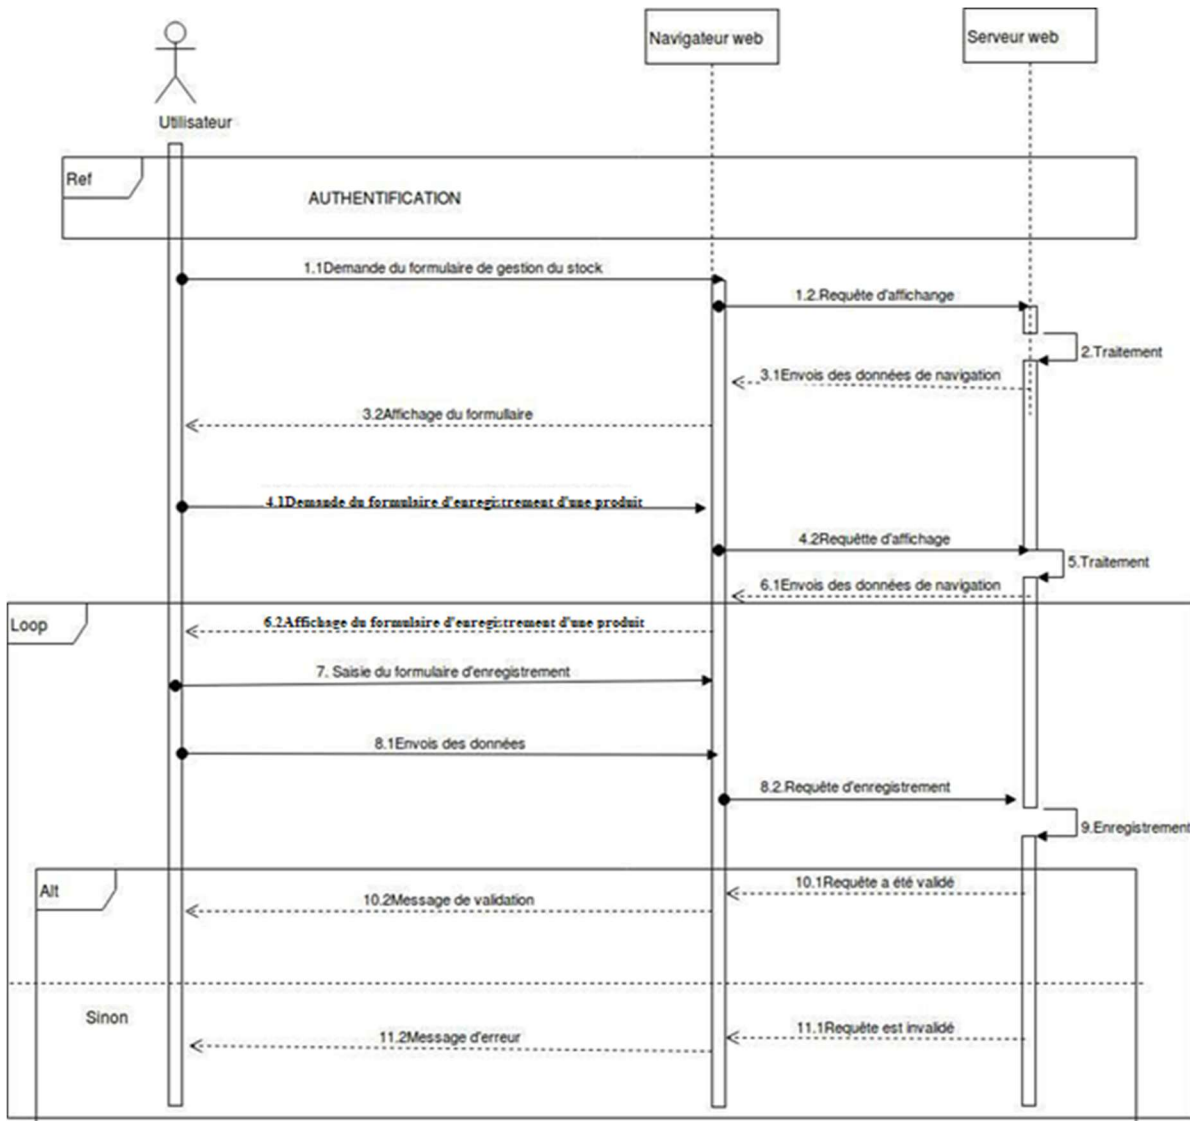 Navigateur web
Serveur web
Utilisateur
Ref
AUTHENTIFICATION
1.1Demande du formulaire de gestion du stock
1.2.Requête d'affichange
2.Traitement
3.1Envois des données de navigation
3.2Affichage du formullaire
4.1Demande du formulaire d'enregistrement d'une produit
4.2Requêtte d'affichage
5.Traitement
6.1Envois des données de navigation
Loop
6.2Affichage du formulaire d'enregistrement d'une produit
7. Saisie du formulaire d'enregistrement
8.1Envois des données
8.2.Requête d'enregistrement
9.Enregistrement
Alt
10.1Requête a été validé
10.2Message de validation
Sinon
11.1Requête est invalidé
11.2Message d'erreur